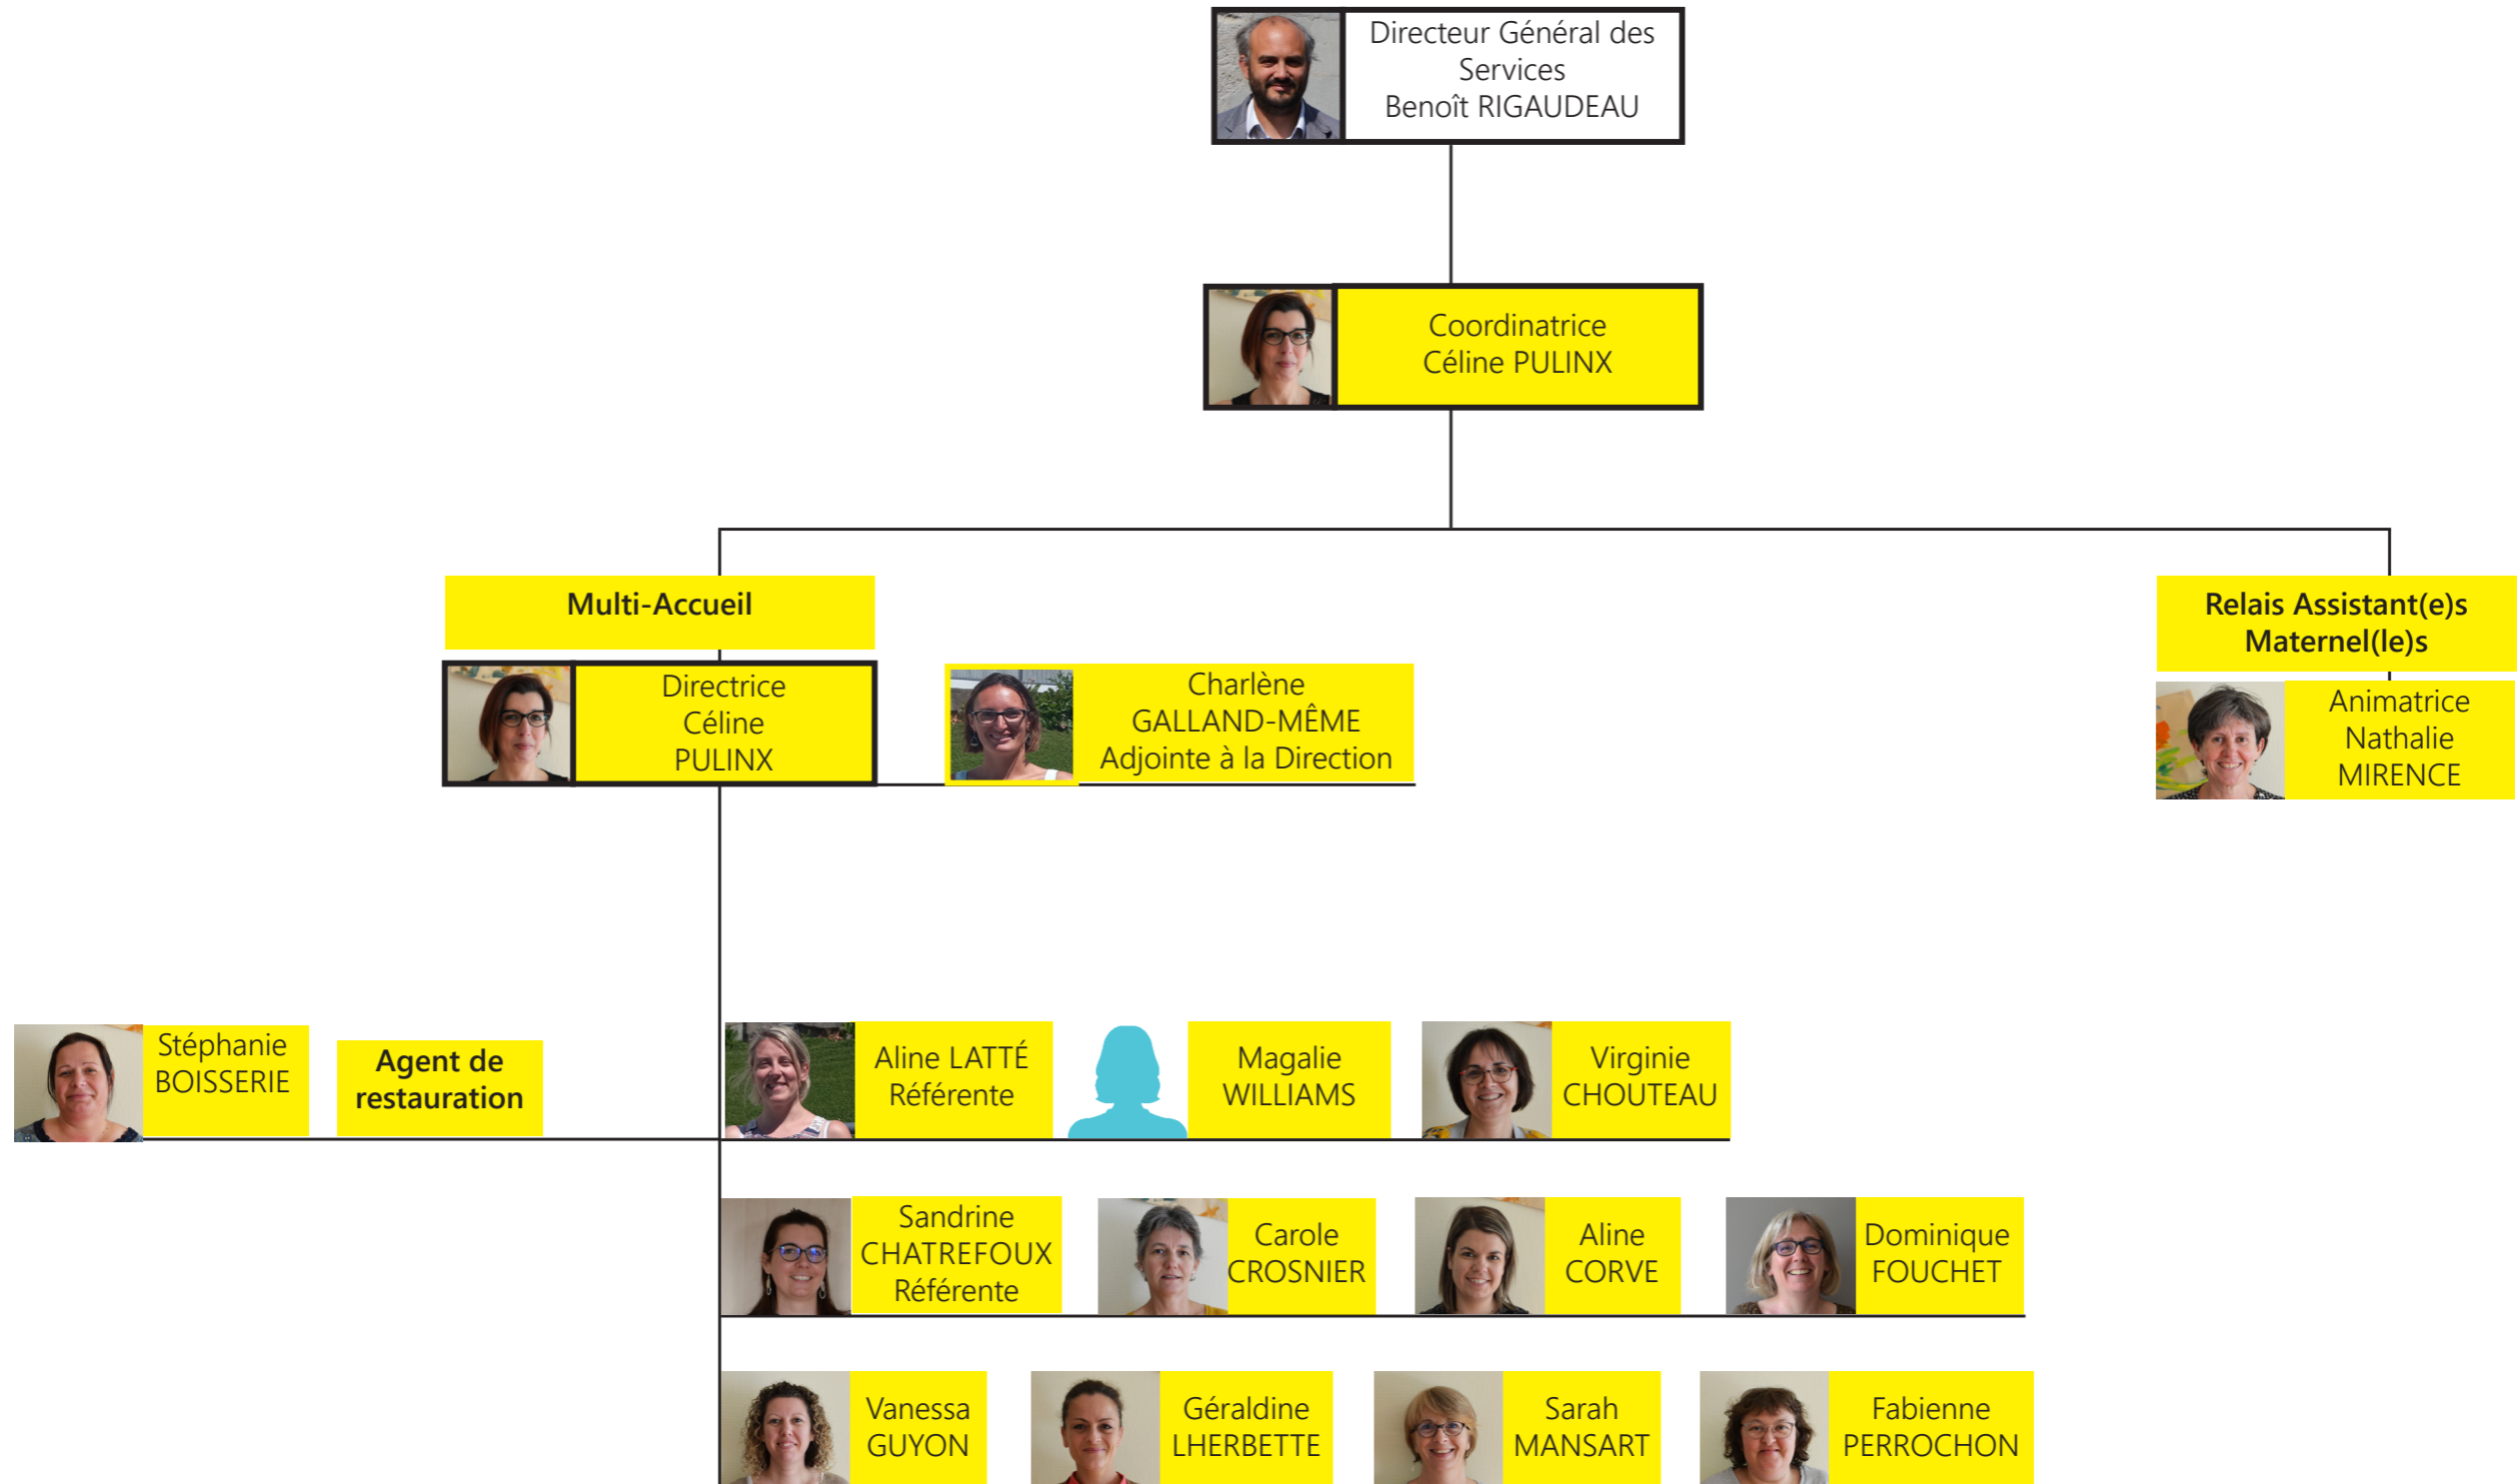 Directeur Général des
Services
Benoît RIGAUDEAU
Coordinatrice
Céline PULINX
Multi-Accueil
Relais Assistant(e)s
Maternel(le)s
Directrice
Céline
PULINX
Charlène
GALLAND-MÊME
Adjointe à la Direction
Animatrice
Nathalie
MIRENCE
Stéphanie
BOISSERIE
Agent de
restauration
Aline LATTÉ
Référente
Magalie
WILLIAMS
Virginie
CHOUTEAU
Sandrine
CHATREFOUX
Référente
Carole
CROSNIER
Aline
CORVE
Dominique
FOUCHET
Vanessa
GUYON
Géraldine
LHERBETTE
Sarah
MANSART
Fabienne
PERROCHON